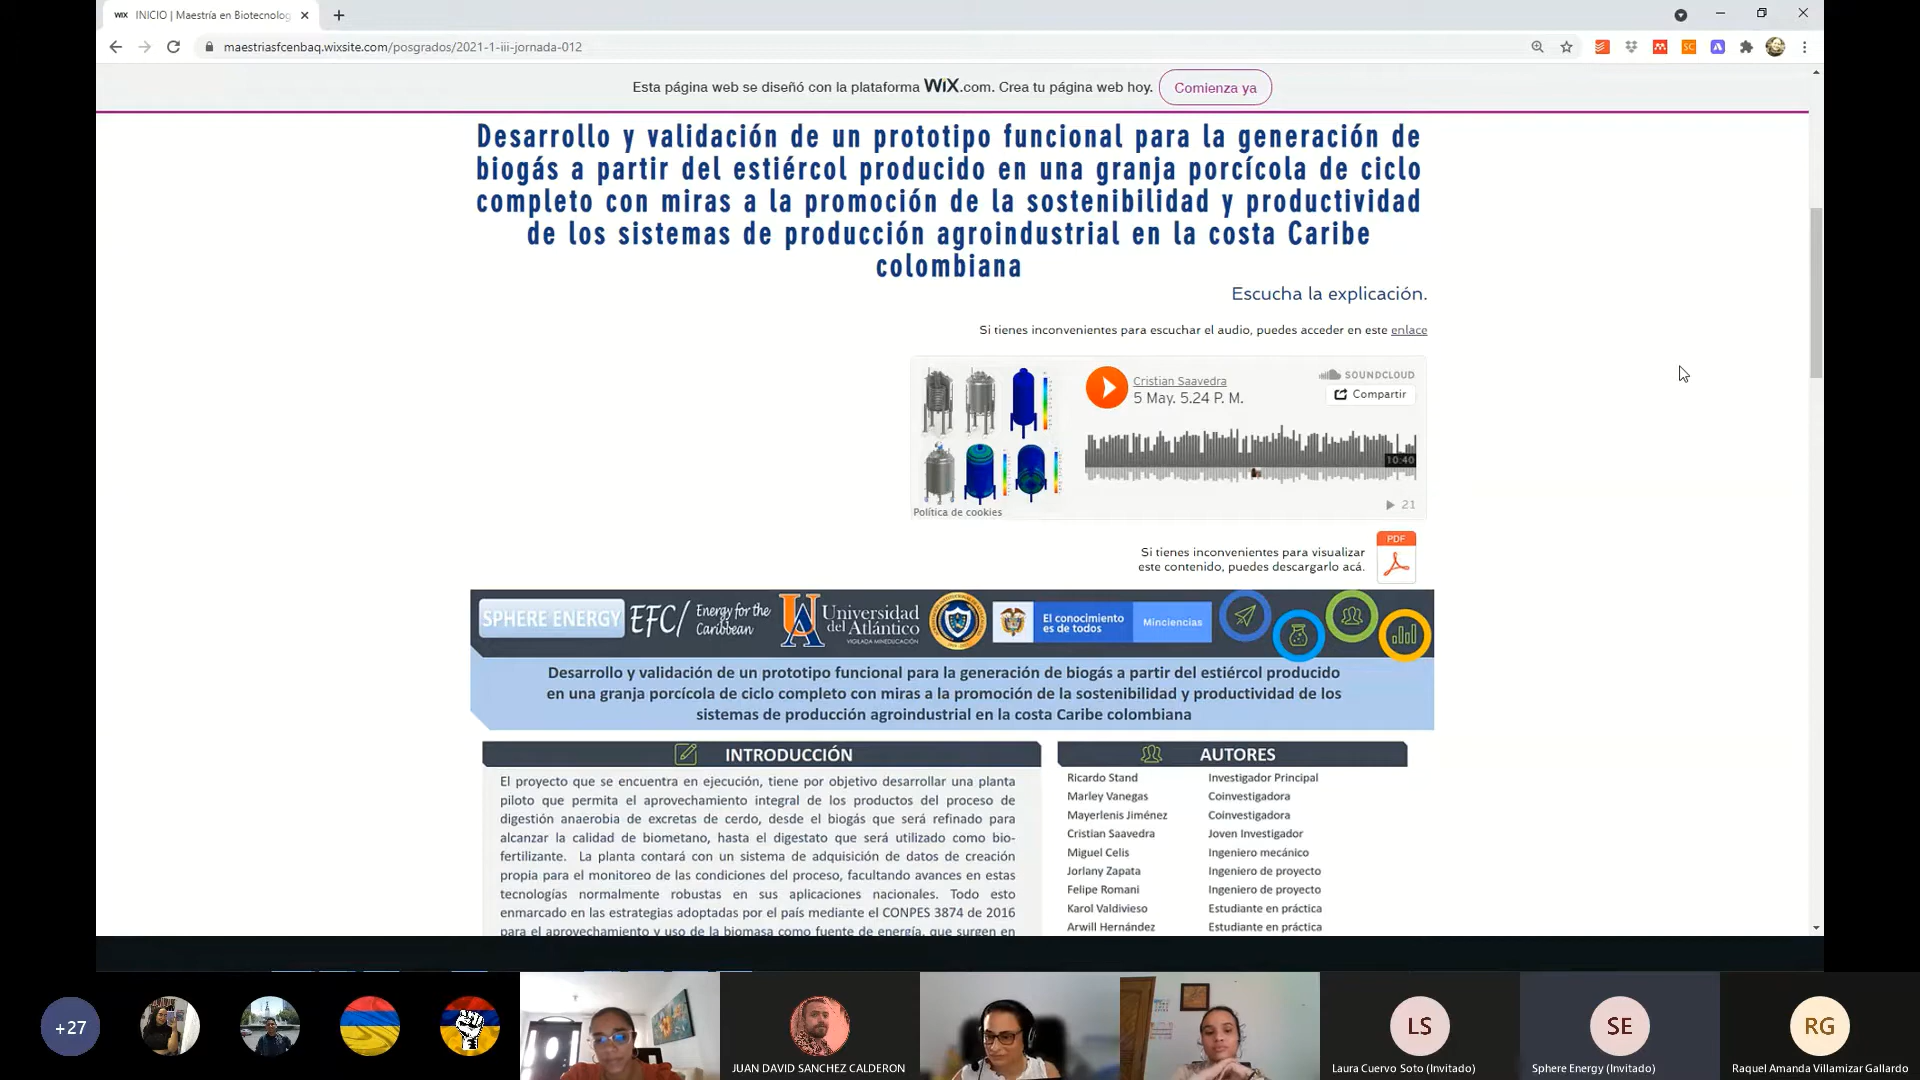 WiX INICIO | Maestría en Biotecnolog
maestriasfcenbaq.wixsite.com/posgrados/2021-1-iii-jornada-012
Esta página web se diseñó con la plataforma WiX.com. Crea tu página web hoy. Comienza ya
Desarrollo y validación de un prototipo funcional para la generación de
biogás a partir del estiércol producido en una granja porcícola de ciclo
completo con miras a la promoción de la sostenibilidad y productividad
de los sistemas de producción agroindustrial en la costa Caribe
colombiana
Escucha la explicación.
Si tienes inconvenientes para escuchar el audio, puedes acceder en este enlace
Cristian Saavedra
5 May. 5.24 P. M.
SOUNDCLOUD
Compartir
10:40
21
Política de cookies
Si tienes inconvenientes para visualizar
este contenido, puedes descargarlo acá.
PDF
SPHERE ENERGY
EFC/ Energy for the
Caribbean
Universidad
del Atlántico
VIGILADA MINEDUCACIÓN
El conocimiento
es de todos
Minciencias
Desarrollo y validación de un prototipo funcional para la generación de biogás a partir del estiércol producido
en una granja porcícola de ciclo completo con miras a la promoción de la sostenibilidad y productividad de los
sistemas de producción agroindustrial en la costa Caribe colombiana
INTRODUCCIÓN
El proyecto que se encuentra en ejecución, tiene por objetivo desarrollar una planta
piloto que permita el aprovechamiento integral de los productos del proceso de
digestión anaerobia de excretas de cerdo, desde el biogás que será refinado para
alcanzar la calidad de biometano, hasta el digestato que será utilizado como bio-
fertilizante. La planta contará con un sistema de adquisición de datos de creación
propia para el monitoreo de las condiciones del proceso, facultando avances en estas
tecnologías normalmente robustas en sus aplicaciones nacionales. Todo esto
enmarcado en las estrategias adoptadas por el país mediante el CONPES 3874 de 2016
para el aprovechamiento y uso de la biomasa como fuente de energía, que surgen en
AUTORES
Ricardo Stand Investigador Principal
Marley Vanegas Coinvestigadora
Mayerlenis Jiménez Coinvestigadora
Cristian Saavedra Joven Investigador
Miguel Celis Ingeniero mecánico
Jorlany Zapata Ingeniero de proyecto
Felipe Romani Ingeniero de proyecto
Karol Valdivieso Estudiante en práctica
Arwill Hernández Estudiante en práctica
+27
JUAN DAVID SANCHEZ CALDERON
LS
Laura Cuervo Soto (Invitado)
SE
Sphere Energy (Invitado)
RG
Raquel Amanda Villamizar Gallardo